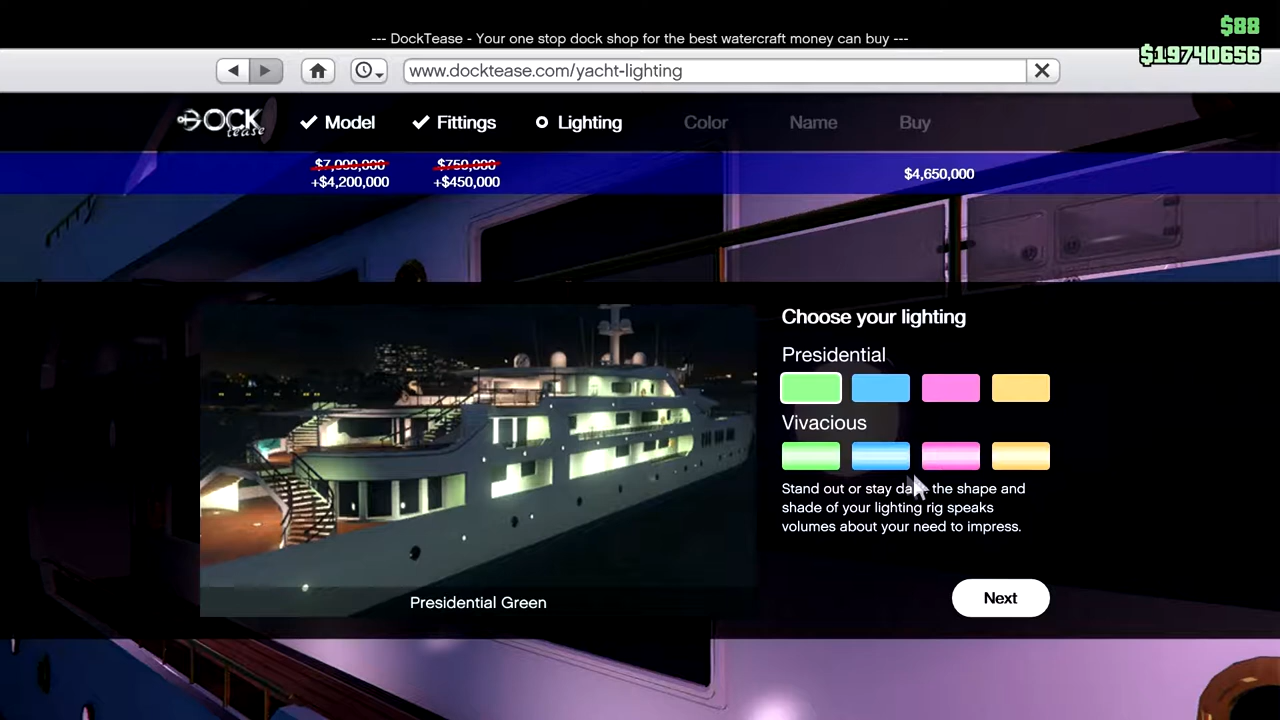 --- DockTease - Your one stop dock shop for the best watercraft money can buy ---
$88
$19740656
www.docktease.com/yacht-lighting
DOCK tease
Model
Fittings
Lighting
Color
Name
Buy
$7,000,000
+$4,200,000
$750,000
+$450,000
$4,650,000
Choose your lighting
Presidential
Vivacious
Stand out or stay dark, the shape and
shade of your lighting rig speaks
volumes about your need to impress.
Presidential Green
Next